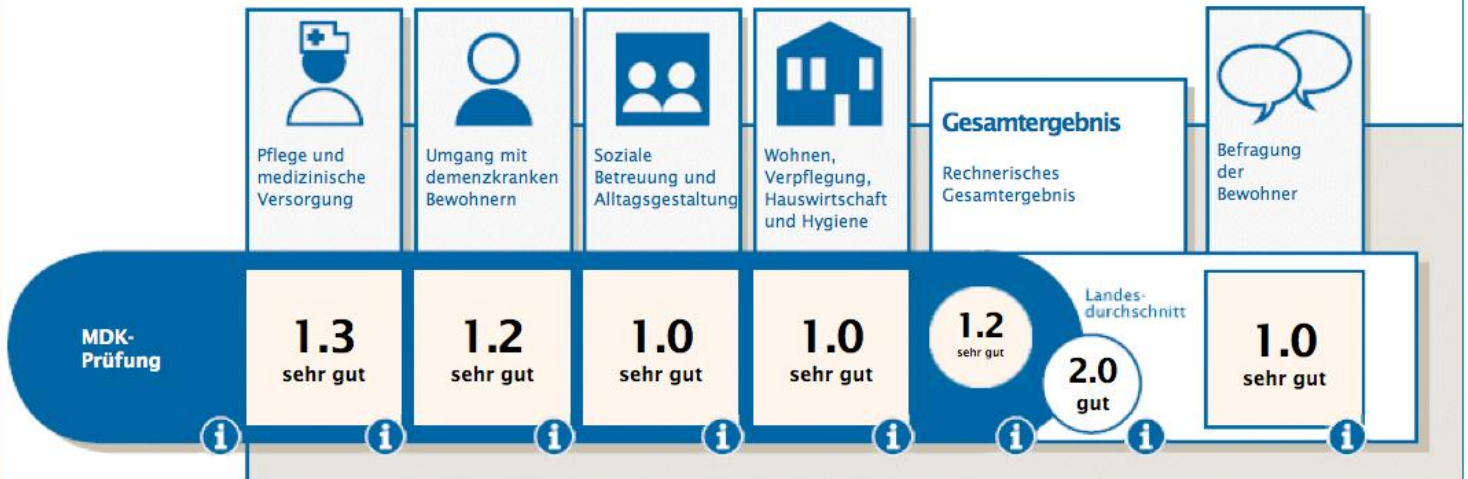 Pflege und
medizinische
Versorgung
Umgang mit
demenzkranken
Bewohnern
Soziale
Betreuung und
Alltagsgestaltung
Wohnen,
Verpflegung,
Hauswirtschaft
und Hygiene
Gesamtergebnis
Rechnerisches
Gesamtergebnis
Befragung
der
Bewohner
MDK-
Prüfung
1.3
sehr gut
1.2
sehr gut
1.0
sehr gut
1.0
sehr gut
1.2
sehr gut
Landes-
durchschnitt
2.0
gut
1.0
sehr gut